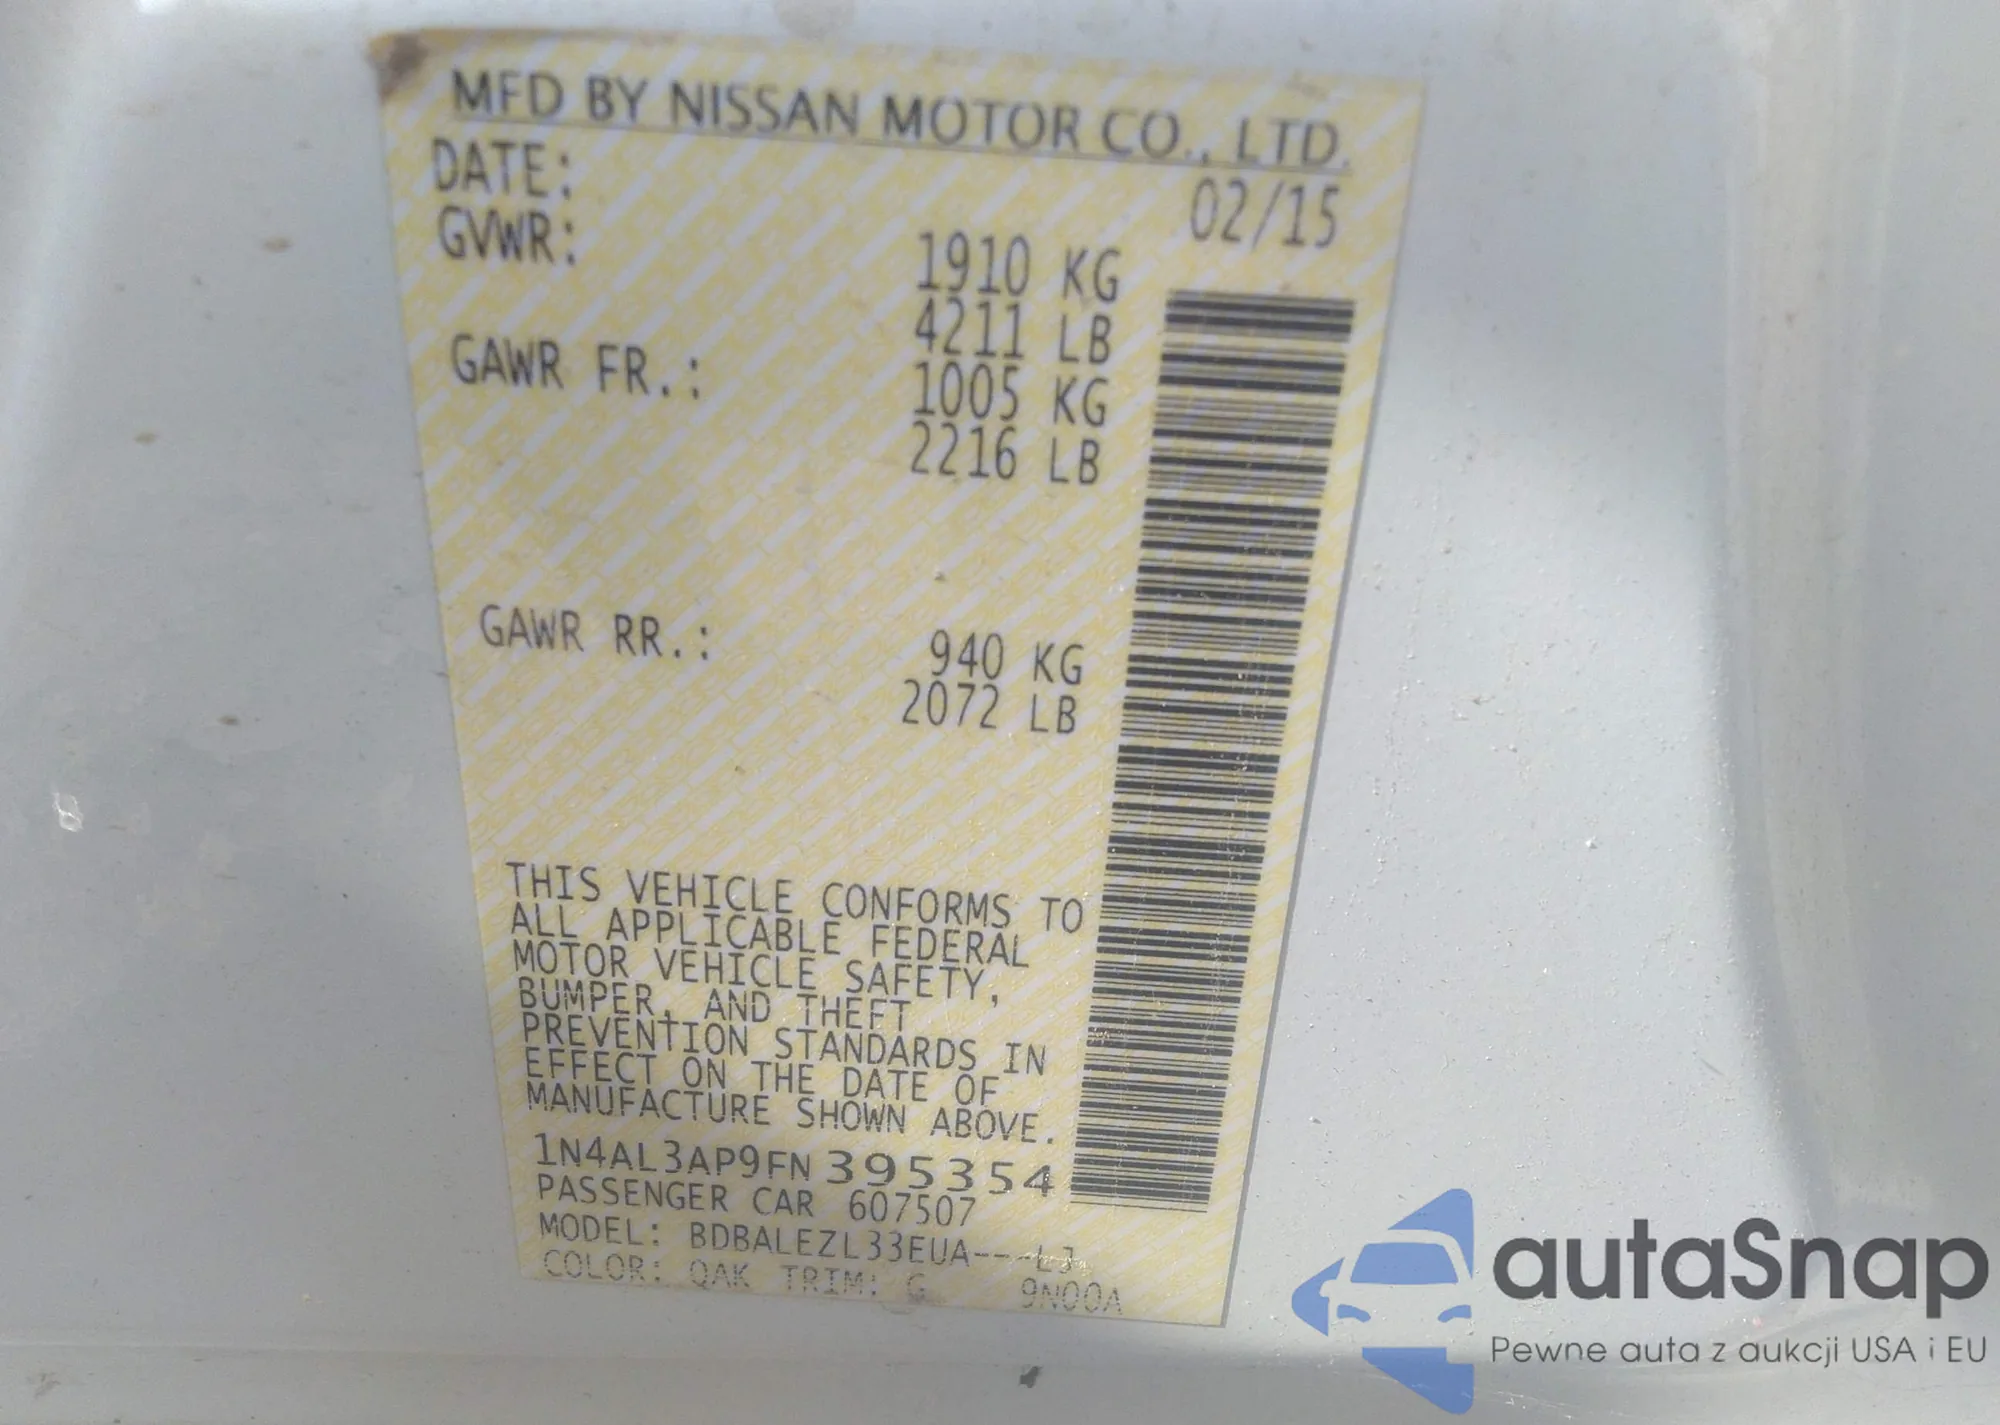 MFD BY NISSAN MOTOR CO., LTD.
DATE: 02/15
GVWR: 1910 KG
4211 LB
GAWR FR.: 1005 KG
2216 LB
GAWR RR.: 940 KG
2072 LB
THIS VEHICLE CONFORMS TO
ALL APPLICABLE FEDERAL
MOTOR VEHICLE SAFETY,
BUMPER, AND THEFT
PREVENTION STANDARDS IN
EFFECT ON THE DATE OF
MANUFACTURE SHOWN ABOVE.
1N4AL3AP9FN395354
PASSENGER CAR 607507
MODEL: BDBALEZL33EUA---LJ
COLOR: QAK TRIM: G 9N00A
autaSnap
Pewne auta z aukcji USA i EU